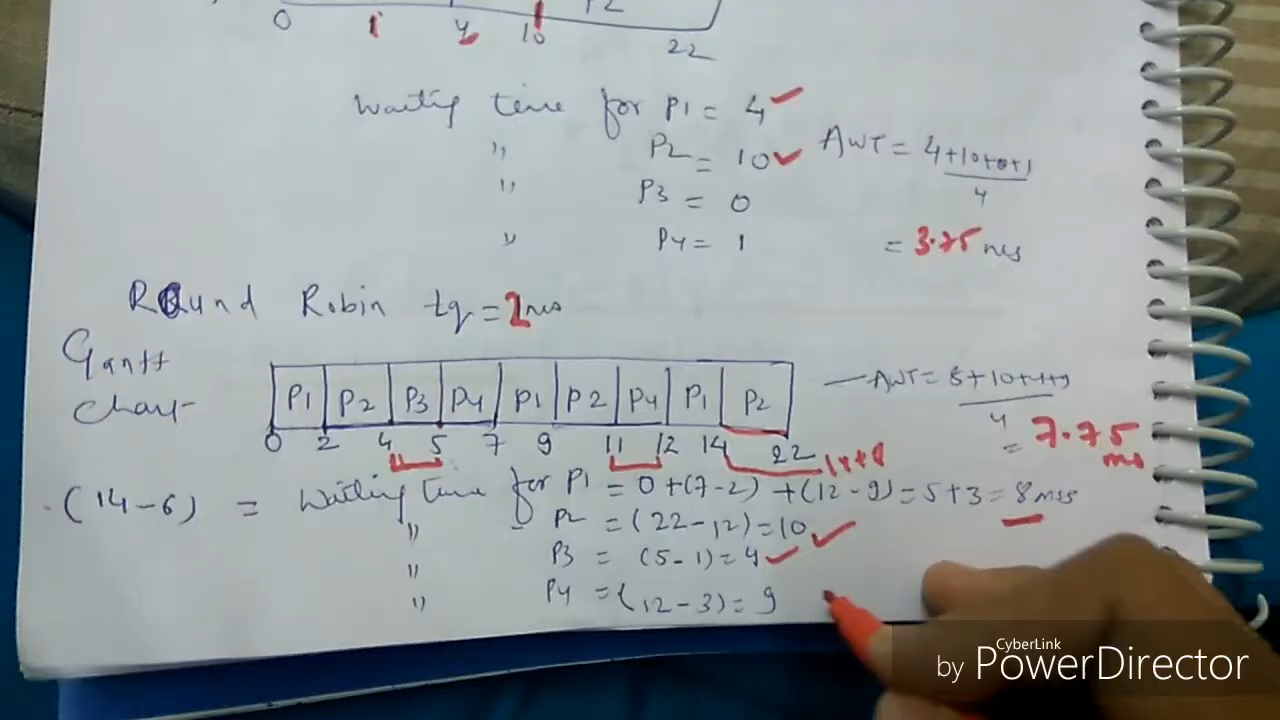 P2
0 1 4 10 22
Waiting time for P1 = 4
" P2 = 10
" P3 = 0
" P4 = 1
AWT = 4+10+0+1
4
= 3.75 ms
Round Robin tq = 2ms
Gantt
Chart
P1 P2 P3 P4 P1 P2 P4 P1 P2
0 2 4 5 7 9 11 12 14 22
AWT = 8+10+4+9
4
= 7.75
ms
(14-6) = Waiting time for P1 = 0+(7-2)+(12-9)=5+3=8 mss
" P2 = (22-12)=10
" P3 = (5-1)=4
" P4 = (12-3)=9
CyberLink
by PowerDirector